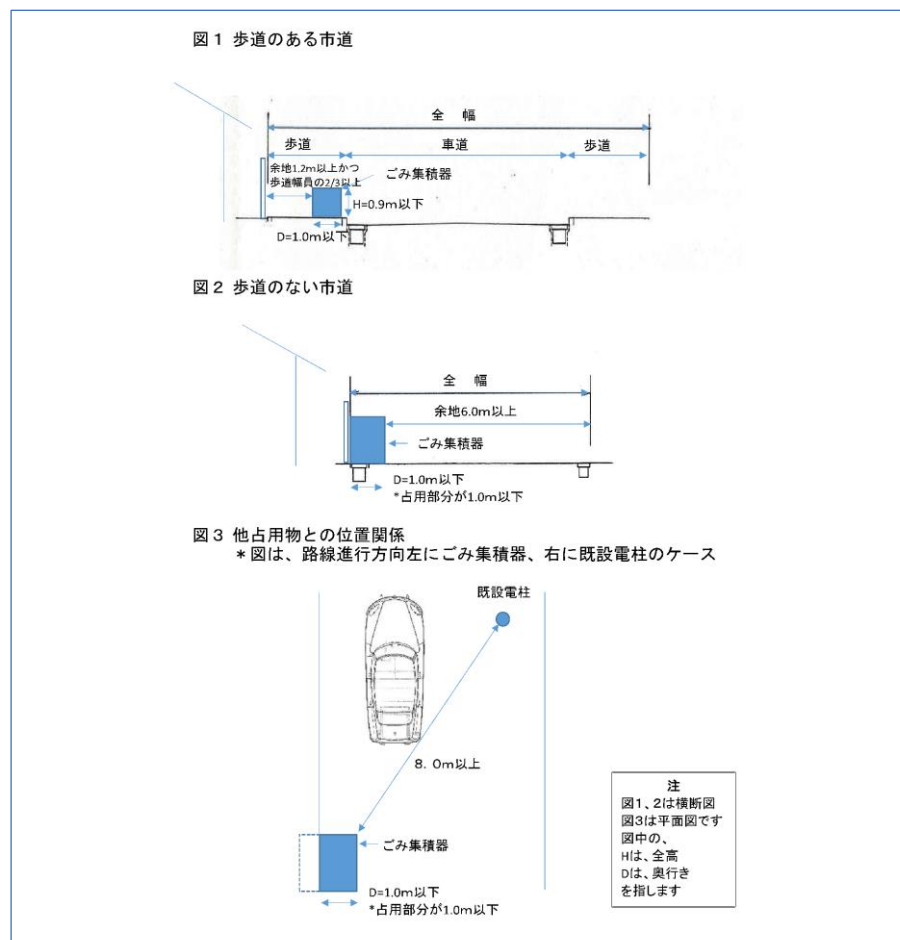 図1 歩道のある市道
全 幅
歩道
車道
歩道
余地1.2m以上かつ
歩道幅員の2/3以上
ごみ集積器
H=0.9m以下
D=1.0m以下
図2 歩道のない市道
全 幅
余地6.0m以上
ごみ集積器
D=1.0m以下
*占用部分が1.0m以下
図3 他占用物との位置関係
*図は、路線進行方向左にごみ集積器、右に既設電柱のケース
既設電柱
8.0m以上
ごみ集積器
D=1.0m以下
*占用部分が1.0m以下
注
図1、2は横断図
図3は平面図です
図中の、
Hは、全高
Dは、奥行き
を指します